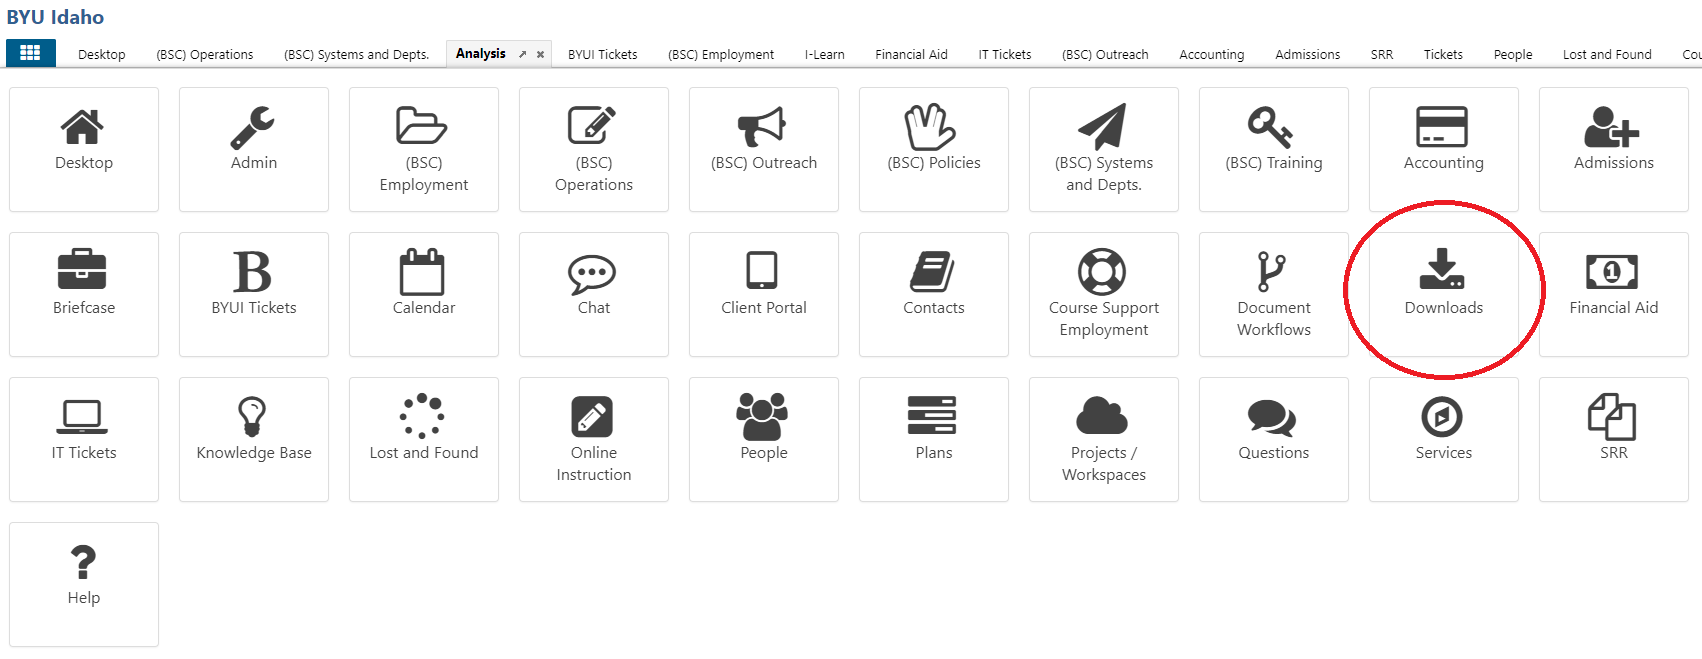 BYU Idaho
Desktop (BSC) Operations (BSC) Systems and Depts. Analysis BYUI Tickets (BSC) Employment I-Learn Financial Aid IT Tickets (BSC) Outreach Accounting Admissions SRR Tickets People Lost and Found Cou
Desktop
Admin
(BSC)
Employment
(BSC)
Operations
(BSC) Outreach
(BSC) Policies
(BSC) Systems
and Depts.
(BSC) Training
Accounting
Admissions
Briefcase
B
BYUI Tickets
Calendar
Chat
Client Portal
Contacts
Course Support
Employment
Document
Workflows
Downloads
1
Financial Aid
IT Tickets
Knowledge Base
Lost and Found
Online
Instruction
People
Plans
Projects /
Workspaces
Questions
Services
SRR
?
Help